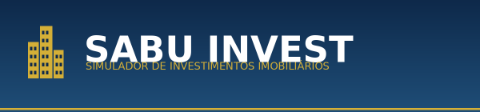 SABU INVEST
SIMULADOR DE INVESTIMENTOS IMOBILIÁRIOS